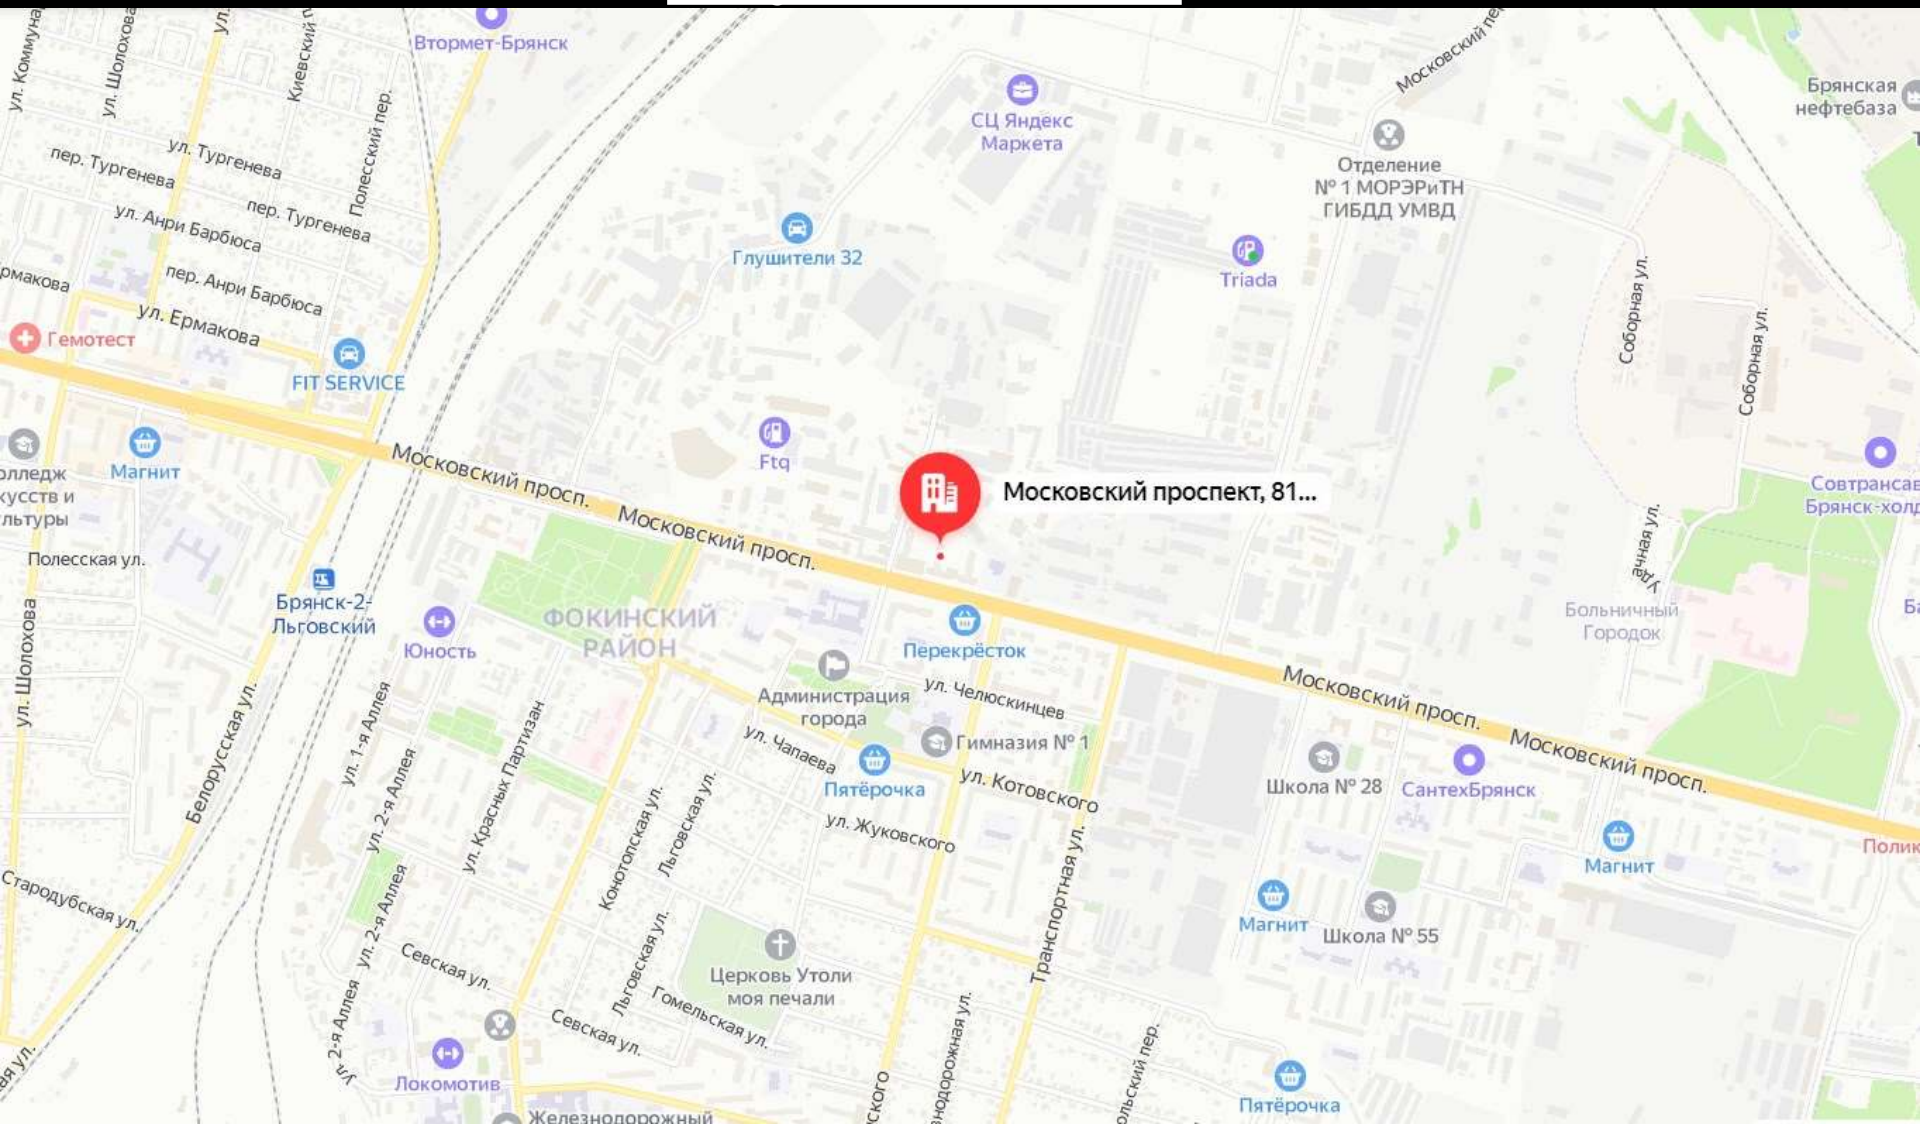 ул. Шолохова
ул.
Киевский
Втормет-Брянск
Московский
Брянская
нефтебаза
СЦ Яндекс
Маркета
Полесский пер.
ул. Тургенева
пер. Тургенева
Отделение
№ 1 МОРЭРиТН
ГИБДД УМВД
ул. Анри Барбюса
пер. Тургенева
Глушители 32
Triada
пер. Анри Барбюса
ул. Ермакова
Соборная ул.
Соборная ул.
Гемотест
FIT SERVICE
Магнит
Московский просп.
Ftq
Московский проспект, 81...
Московский просп.
Полесская ул.
Брянск-2-
Льговский
Юность
ФОКИНСКИЙ
РАЙОН
Перекрёсток
Больничный
Городок
ул. Шолохова
Белорусская ул.
ул. 1-я Аллея
ул. 2-я Аллея
ул. Красных Партизан
Администрация
города
ул. Челюскинцев
Московский просп.
Московский просп.
ул. Чапаева
Гимназия № 1
Пятёрочка
ул. Котовского
Школа № 28
СантехБрянск
Конотопская ул.
Льговская ул.
ул. Жуковского
Магнит
Стародубская ул.
ул. 2-я Аллея
Севская ул.
Льговская ул.
Транспортная ул.
Магнит
Школа № 55
Церковь Утоли
моя печали
Гомельская ул.
Севская ул.
ул. 2-я Аллея
Локомотив
Железнодорожный
пер.
Пятёрочка